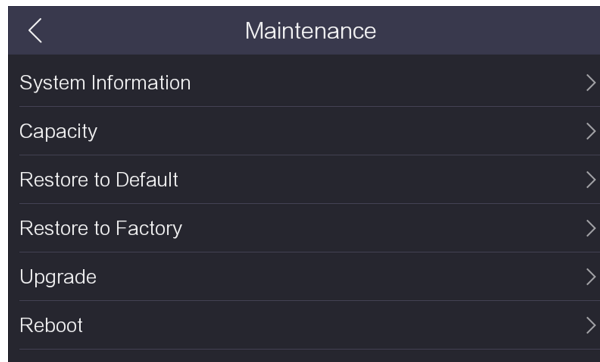 Maintenance
System Information
Capacity
Restore to Default
Restore to Factory
Upgrade
Reboot